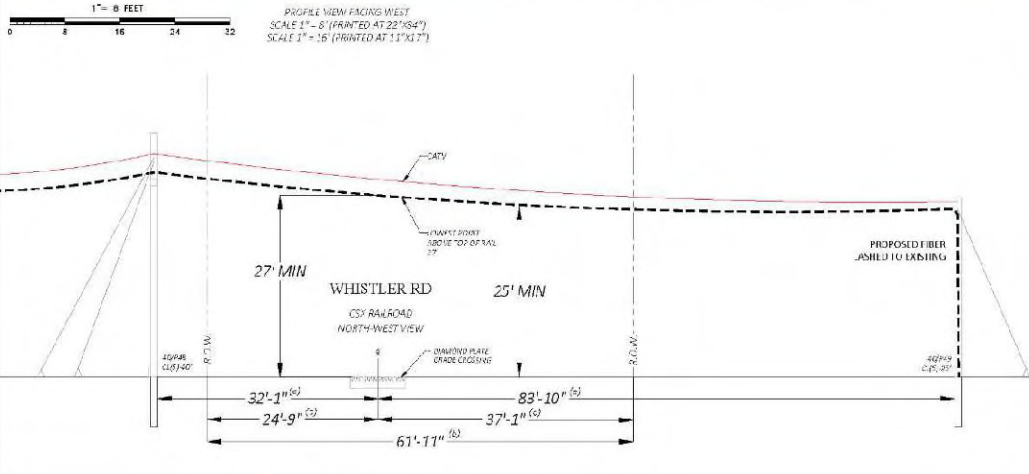 1"= 8 FEET
0 8 16 24 32
PROFILE VIEW FACING WEST
SCALE 1" = 8' (PRINTED AT 22"X34")
SCALE 1" = 16' (PRINTED AT 11"X17")
CATV
LOWEST POINT
ABOVE TOP OF RAIL
27'
PROPOSED FIBER
LASHED TO EXISTING
27' MIN
WHISTLER RD
25' MIN
CSX RAILROAD
NORTH-WEST VIEW
R.O.W.
R.O.W.
DIAMOND PLATE
GRADE CROSSING
32'-1"
83'-10"
24'-9"
37'-1"
61'-11" (b)